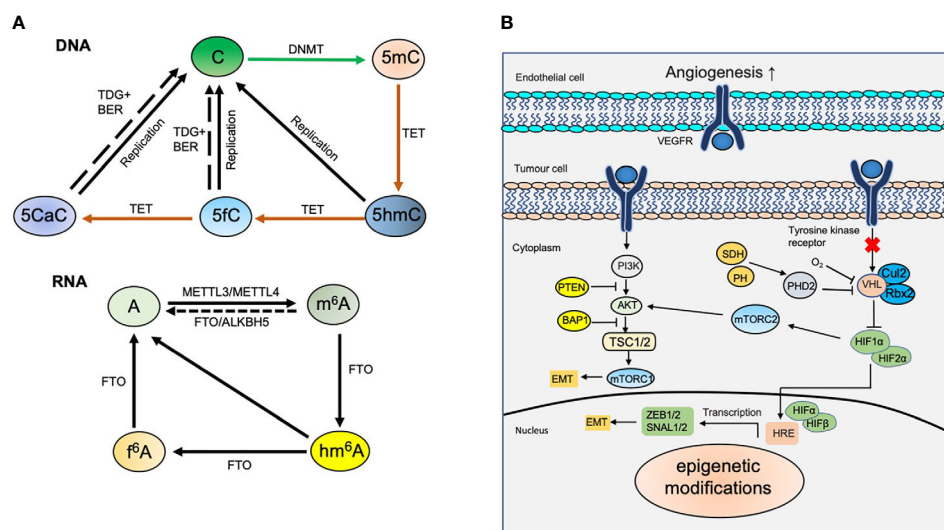 A
DNA
C
DNMT
5mC
TDG+
BER
Replication
TDG+
BER
Replication
Replication
TET
5CaC
TET
5fC
TET
5hmC
RNA
A
METTL3/METTL4
FTO/ALKBH5
m⁶A
FTO
FTO
f⁶A
FTO
hm⁶A
B
Endothelial cell
Angiogenesis ↑
VEGFR
Tumour cell
Cytoplasm
Tyrosine kinase
receptor
PI3K
PTEN
AKT
BAP1
TSC1/2
EMT
mTORC1
mTORC2
SDH
PH
PHD2
O₂
VHL
Cul2
Rbx2
HIF1α
HIF2α
Nucleus
EMT
ZEB1/2
SNAL1/2
Transcription
HRE
HIFα
HIFβ
epigenetic
modifications